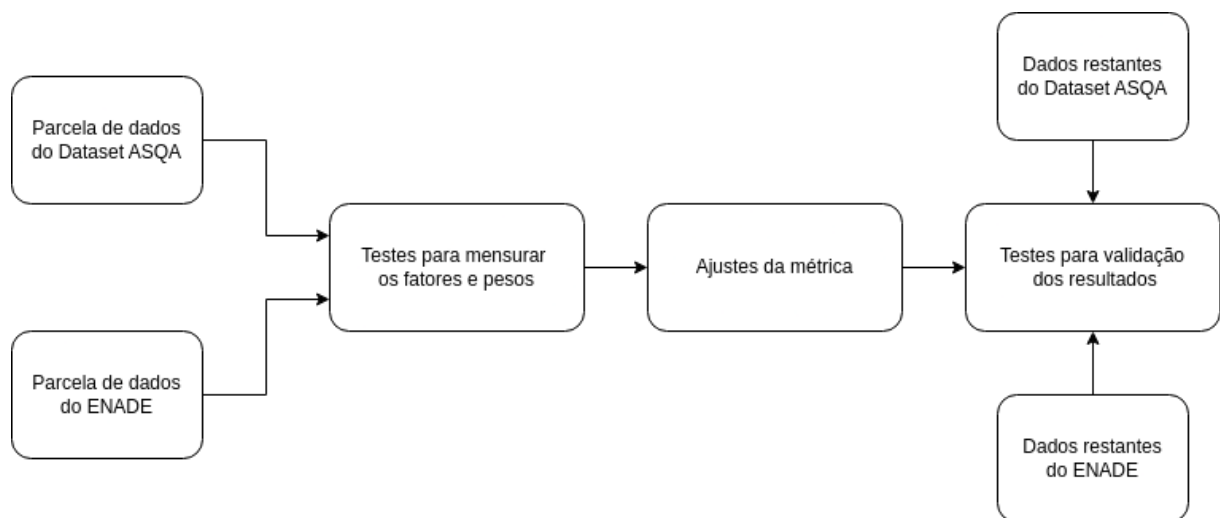 Parcela de dados
do Dataset ASQA
Parcela de dados
do ENADE
Testes para mensurar
os fatores e pesos
Ajustes da métrica
Dados restantes
do Dataset ASQA
Testes para validação
dos resultados
Dados restantes
do ENADE